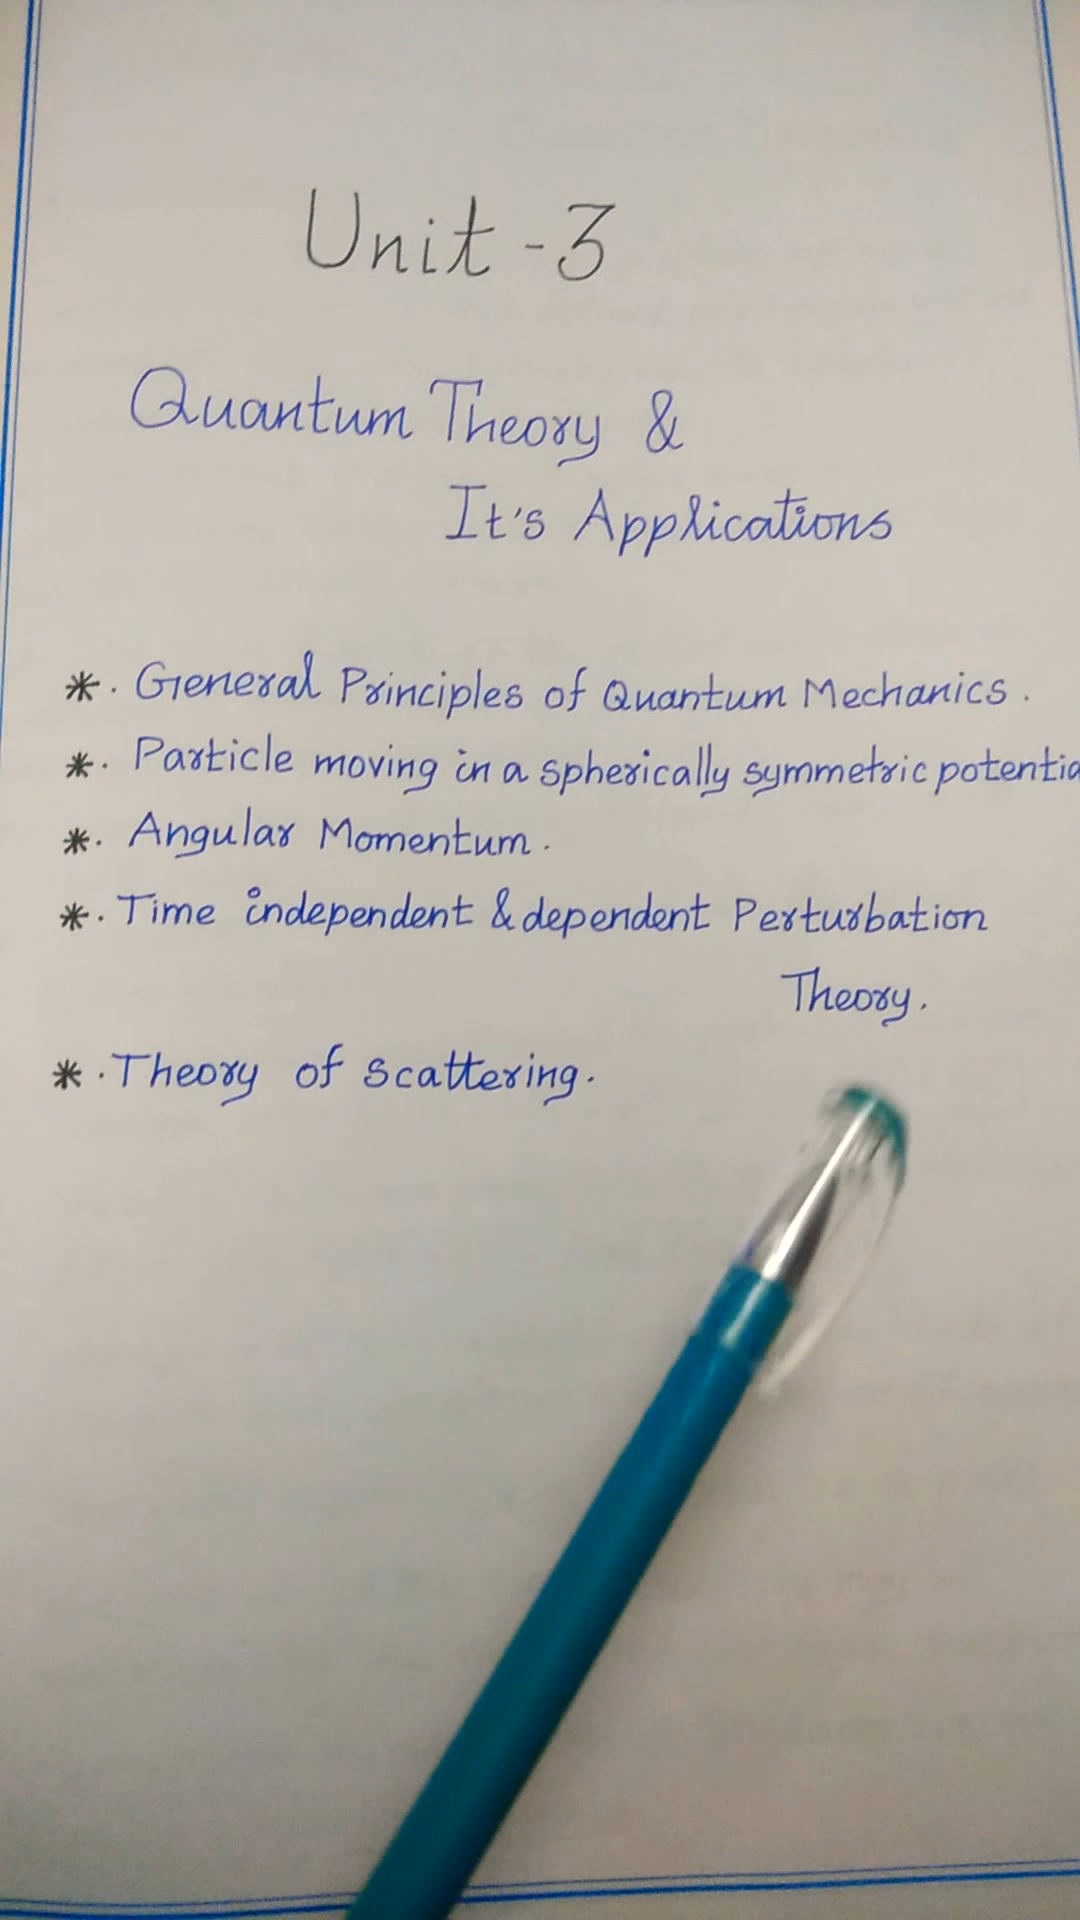 Unit - 3
Quantum Theory &
It's Applications
*. General Principles of Quantum Mechanics.
*. Particle moving in a spherically symmetric potentia
*. Angular Momentum.
*. Time independent & dependent Perturbation
Theory.
*. Theory of Scattering.